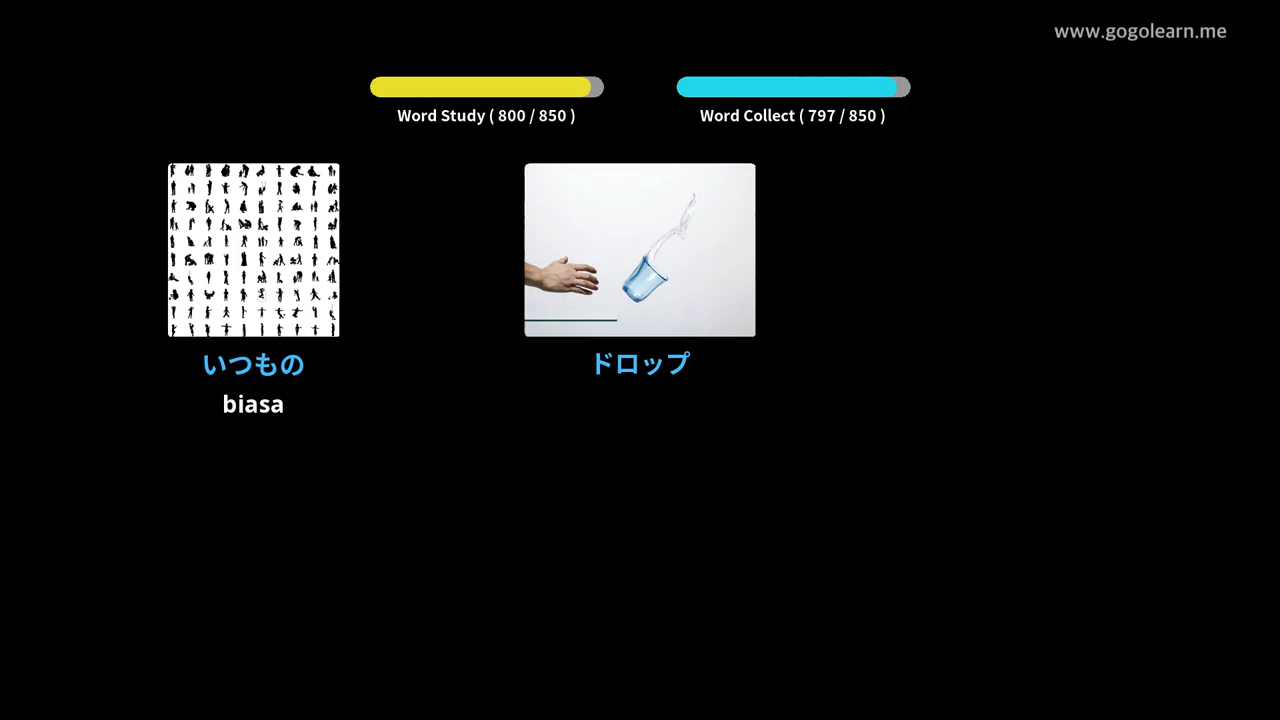 www.gogolearn.me
Word Study ( 800 / 850 )
Word Collect ( 797 / 850 )
いつもの
biasa
ドロップ